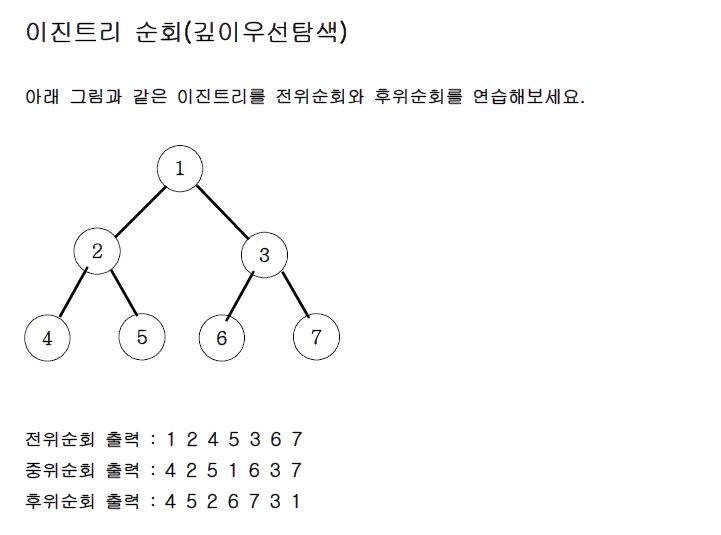 이진트리 순회(깊이우선탐색)
아래 그림과 같은 이진트리를 전위순회와 후위순회를 연습해보세요.
1
2
3
4
5
6
7
전위순회 출력 : 1 2 4 5 3 6 7
중위순회 출력 : 4 2 5 1 6 3 7
후위순회 출력 : 4 5 2 6 7 3 1